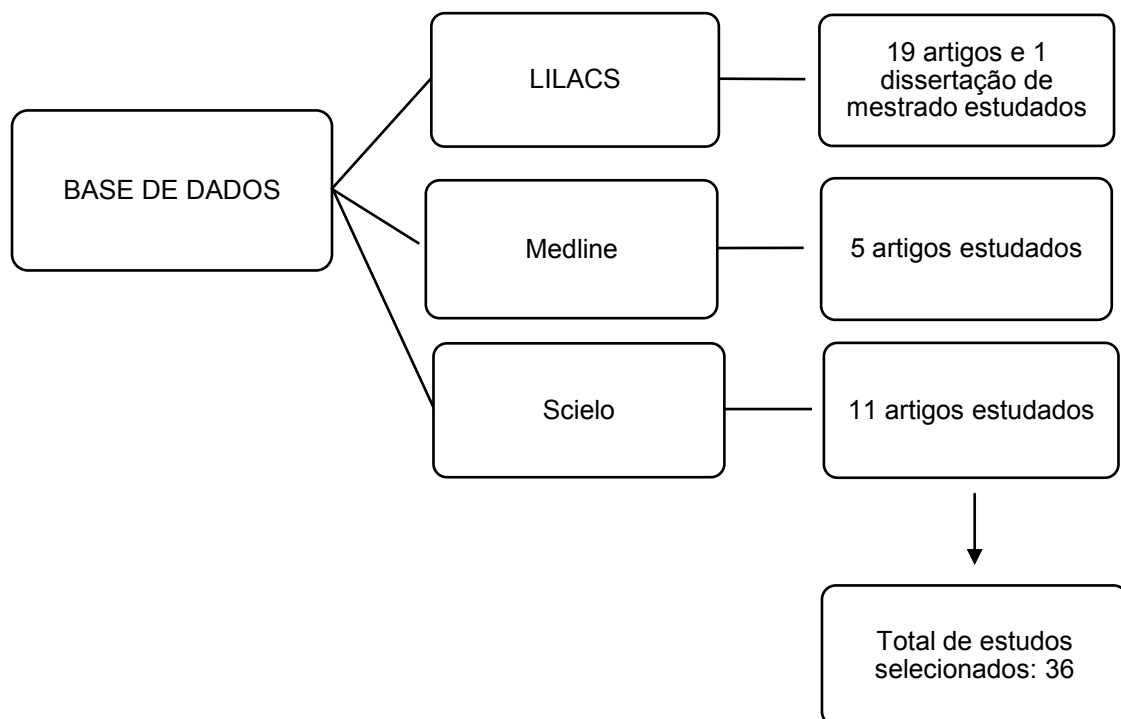 BASE DE DADOS
LILACS
19 artigos e 1
dissertação de
mestrado estudados
Medline
5 artigos estudados
Scielo
11 artigos estudados
Total de estudos
selecionados: 36